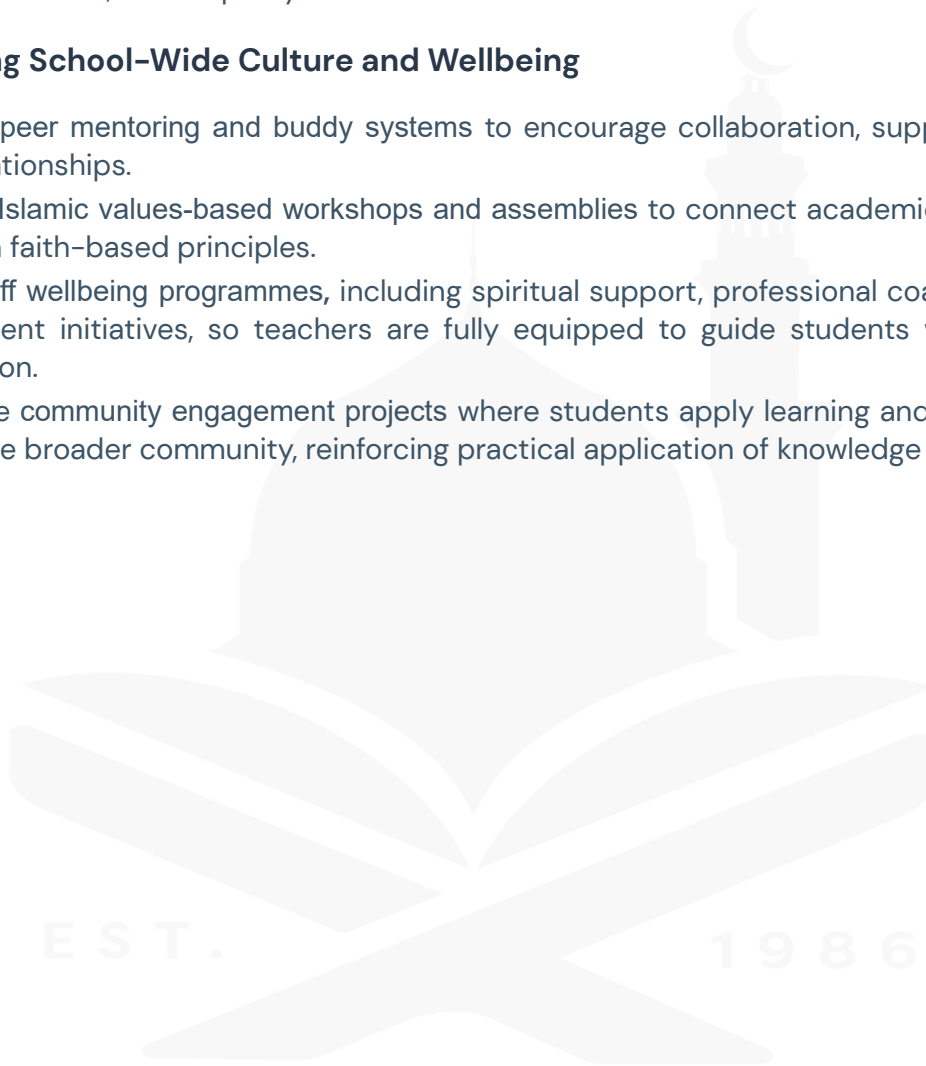 ng School-Wide Culture and Wellbeing
peer mentoring and buddy systems to encourage collaboration, supp
tionships.
Islamic values-based workshops and assemblies to connect academi
faith-based principles.
ff wellbeing programmes, including spiritual support, professional coa
ent initiatives, so teachers are fully equipped to guide students
on.
e community engagement projects where students apply learning and
e broader community, reinforcing practical application of knowledge
EST. 1986